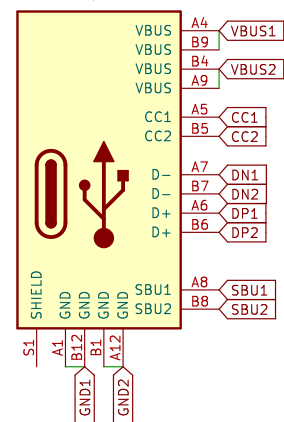 VBUS A4 VBUS1
VBUS B9
VBUS B4 VBUS2
VBUS A9
CC1 A5 CC1
CC2 B5 CC2
D- A7 DN1
D- B7 DN2
D+ A6 DP1
D+ B6 DP2
SBU1 A8 SBU1
SBU2 B8 SBU2
SHIELD GND GND GND GND
S1 A1 B12 B1 A12
GND1 GND2